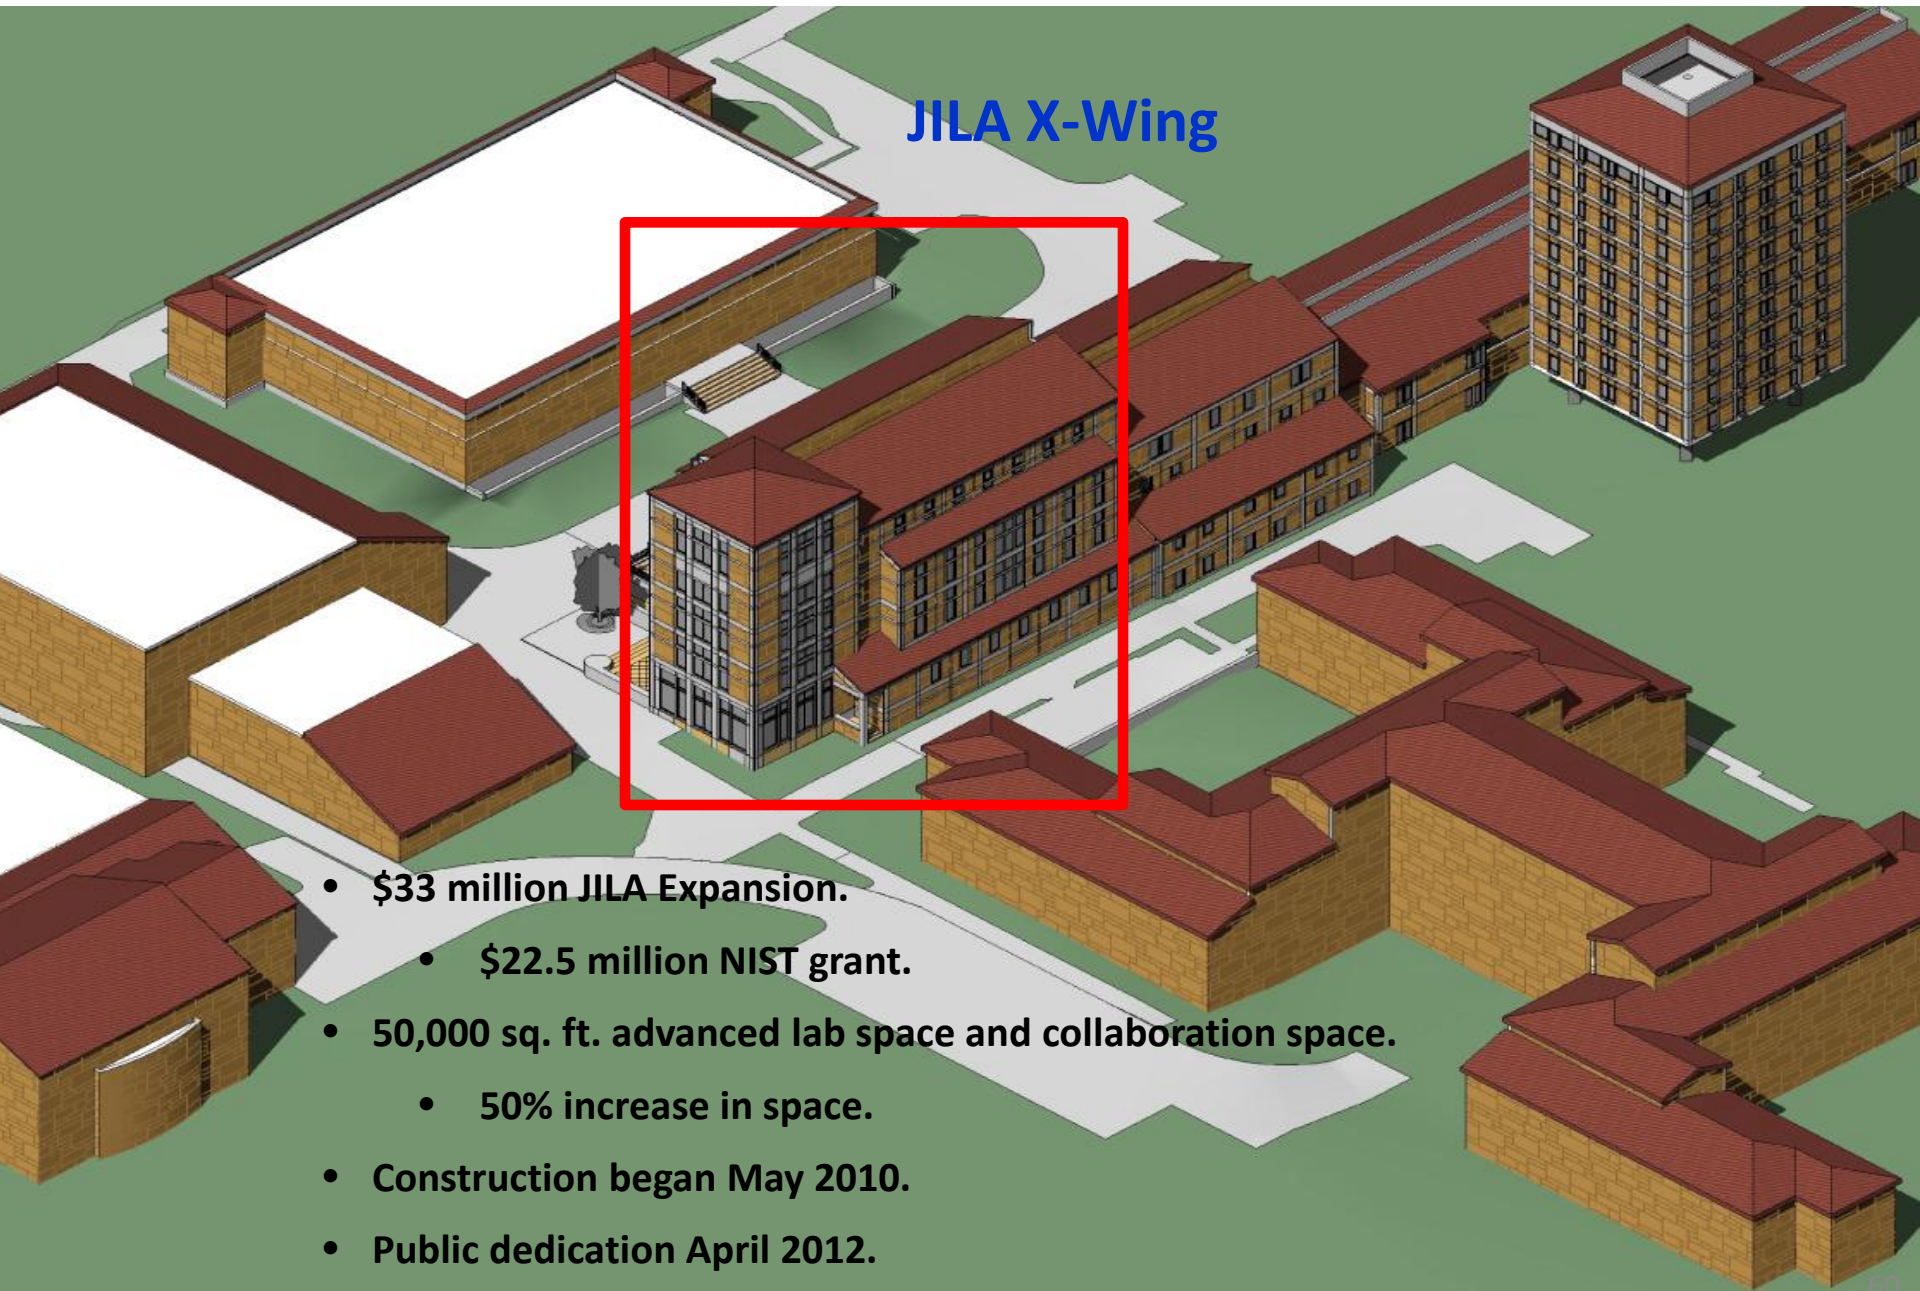 JILA X-Wing
• $33 million JILA Expansion.
• $22.5 million NIST grant.
• 50,000 sq. ft. advanced lab space and collaboration space.
• 50% increase in space.
• Construction began May 2010.
• Public dedication April 2012.